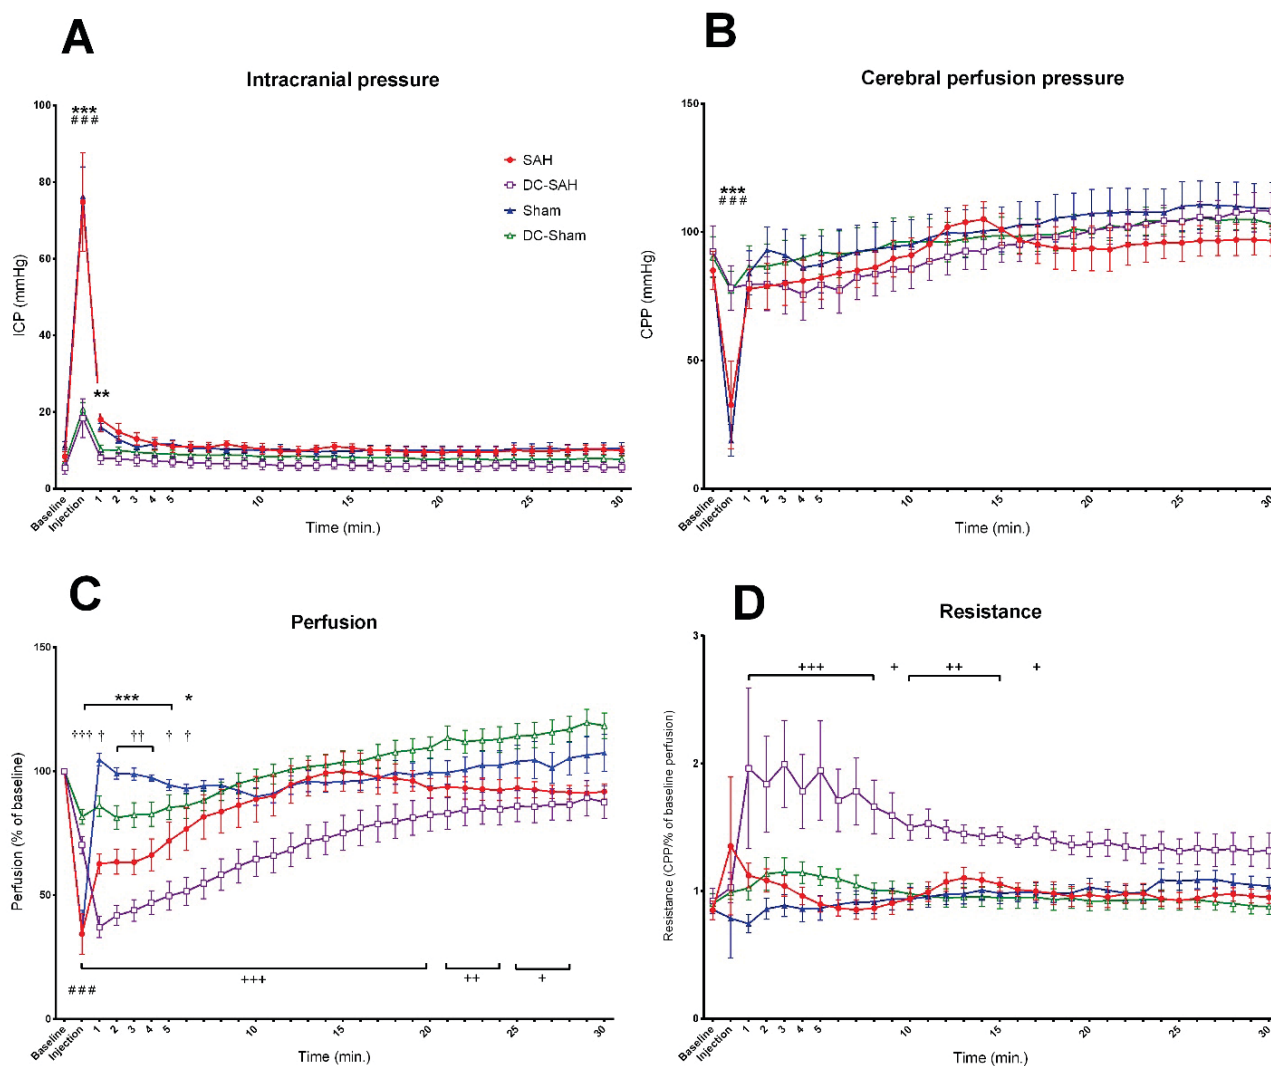 A
Intracranial pressure
100
80
60
40
20
0
ICP (mmHg)
***
###
**
SAH
DC-SAH
Sham
DC-Sham
Baseline
Injection
1
2
3
4
5
10
15
20
25
30
Time (min.)
B
Cerebral perfusion pressure
150
100
50
0
CPP (mmHg)
***
###
Baseline
Injection
1
2
3
4
5
10
15
20
25
30
Time (min.)
C
Perfusion
150
100
50
0
Perfusion (% of baseline)
***
*
††† † †† † †
+++
++
+
###
Baseline
Injection
1
2
3
4
5
10
15
20
25
30
Time (min.)
D
Resistance
3
2
1
0
Resistance (CPP/% of baseline perfusion)
+++
+
++
+
Baseline
Injection
1
2
3
4
5
10
15
20
25
30
Time (min.)